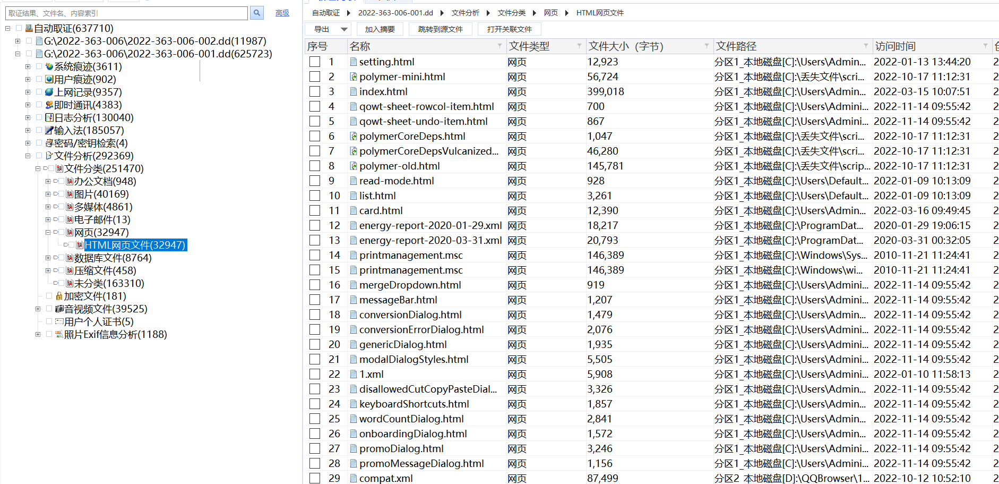 取证结果、文件名、内容索引
高级
自动取证(637710)
G:\2022-363-006\2022-363-006-002.dd(11987)
G:\2022-363-006\2022-363-006-001.dd(625723)
系统痕迹(3611)
用户痕迹(902)
上网记录(9357)
即时通讯(4383)
日志分析(130040)
输入法(185057)
密码/密钥检索(4)
文件分析(292369)
文件分类(251470)
办公文档(948)
图片(40169)
多媒体(4861)
电子邮件(13)
网页(32947)
HTML网页文件(32947)
数据库文件(8764)
压缩文件(458)
未分类(163310)
加密文件(181)
音视频文件(39525)
用户个人证书(5)
照片Exif信息分析(1188)
自动取证 2022-363-006-001.dd 文件分析 文件分类 网页 HTML网页文件
导出 加入摘要 跳转到源文件 打开关联文件
序号 名称 文件类型 文件大小（字节） 文件路径 访问时间
1 setting.html 网页 12,923 分区1_本地磁盘[C]:\Users\Admin... 2022-01-13 13:44:20 2
2 polymer-mini.html 网页 56,724 分区1_本地磁盘[C]:\丢失文件\scri... 2022-10-17 11:12:31 2
3 index.html 网页 399,018 分区1_本地磁盘[C]:\Users\Admin... 2022-03-15 10:07:51 2
4 qowt-sheet-rowcol-item.html 网页 700 分区1_本地磁盘[C]:\Users\Admini... 2022-11-14 09:55:42 2
5 qowt-sheet-undo-item.html 网页 867 分区1_本地磁盘[C]:\Users\Admini... 2022-11-14 09:55:42 2
6 polymerCoreDeps.html 网页 1,047 分区1_本地磁盘[C]:\丢失文件\scri... 2022-10-17 11:12:31 2
7 polymerCoreDepsVulcanized... 网页 46,280 分区1_本地磁盘[C]:\丢失文件\scri... 2022-10-17 11:12:31 2
8 polymer-old.html 网页 145,781 分区1_本地磁盘[C]:\丢失文件\scrip... 2022-10-17 11:12:31 2
9 read-mode.html 网页 928 分区1_本地磁盘[C]:\Users\Default... 2022-01-09 10:13:09 2
10 list.html 网页 3,261 分区1_本地磁盘[C]:\Users\Default... 2022-01-09 10:13:09 2
11 card.html 网页 12,390 分区1_本地磁盘[C]:\Users\Admin... 2022-03-16 09:49:45 2
12 energy-report-2020-01-29.xml 网页 18,217 分区1_本地磁盘[C]:\ProgramDat... 2020-01-29 19:06:15 2
13 energy-report-2020-03-31.xml 网页 20,793 分区1_本地磁盘[C]:\ProgramDat... 2020-03-31 00:32:05 2
14 printmanagement.msc 网页 146,389 分区1_本地磁盘[C]:\Windows\Sys... 2010-11-21 11:24:41 2
15 printmanagement.msc 网页 146,389 分区1_本地磁盘[C]:\Windows\wi... 2010-11-21 11:24:41 2
16 mergeDropdown.html 网页 919 分区1_本地磁盘[C]:\Users\Admini... 2022-11-14 09:55:42 2
17 messageBar.html 网页 1,207 分区1_本地磁盘[C]:\Users\Admini... 2022-11-14 09:55:42 2
18 conversionDialog.html 网页 1,479 分区1_本地磁盘[C]:\Users\Admini... 2022-11-14 09:55:42 2
19 conversionErrorDialog.html 网页 2,076 分区1_本地磁盘[C]:\Users\Admini... 2022-11-14 09:55:42 2
20 genericDialog.html 网页 1,935 分区1_本地磁盘[C]:\Users\Admini... 2022-11-14 09:55:42 2
21 modalDialogStyles.html 网页 5,505 分区1_本地磁盘[C]:\Users\Admini... 2022-11-14 09:55:42 2
22 1.xml 网页 5,908 分区1_本地磁盘[C]:\Users\Admini... 2022-01-10 11:58:13 2
23 disallowedCutCopyPasteDial... 网页 3,326 分区1_本地磁盘[C]:\Users\Admini... 2022-11-14 09:55:42 2
24 keyboardShortcuts.html 网页 1,857 分区1_本地磁盘[C]:\Users\Admini... 2022-11-14 09:55:42 2
25 wordCountDialog.html 网页 2,841 分区1_本地磁盘[C]:\Users\Admini... 2022-11-14 09:55:42 2
26 onboardingDialog.html 网页 1,572 分区1_本地磁盘[C]:\Users\Admini... 2022-11-14 09:55:42 2
27 promoDialog.html 网页 3,246 分区1_本地磁盘[C]:\Users\Admini... 2022-11-14 09:55:42 2
28 promoMessageDialog.html 网页 1,156 分区1_本地磁盘[C]:\Users\Admini... 2022-11-14 09:55:42 2
29 compat.xml 网页 87,499 分区2_本地磁盘[D]:\QQBrowser\1... 2022-10-12 10:52:10 2